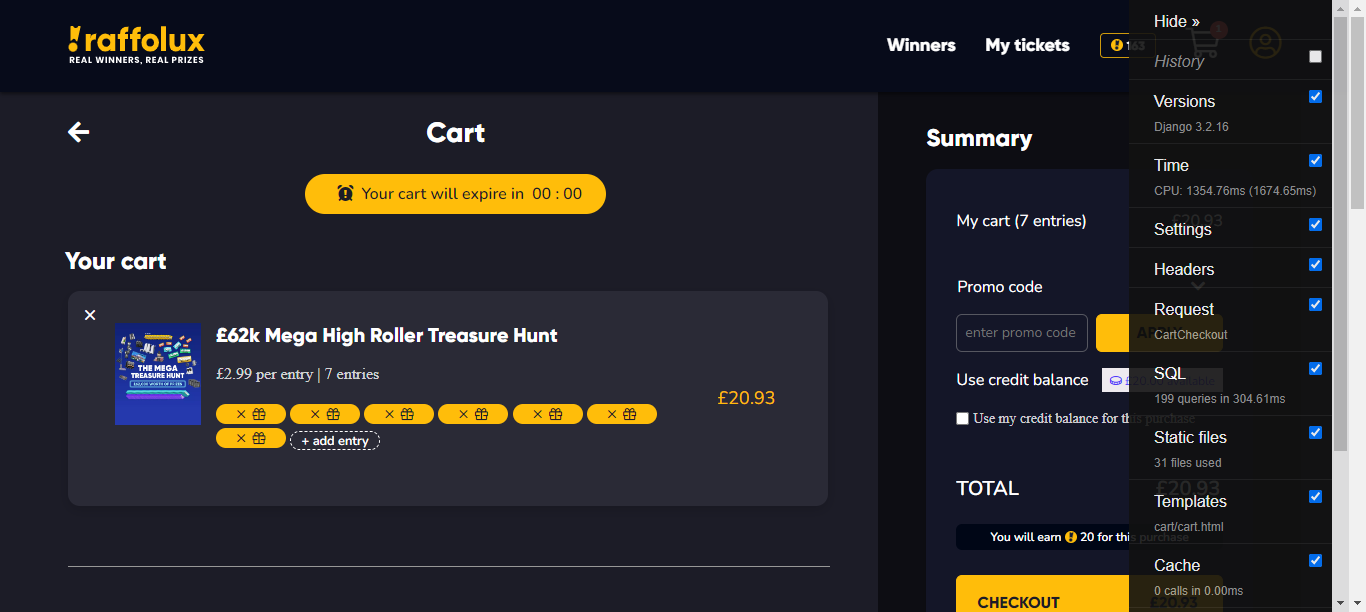 raffolux
REAL WINNERS, REAL PRIZES
Winners
My tickets
163
1
Cart
Your cart will expire in 00 : 00
Your cart
£62k Mega High Roller Treasure Hunt
£2.99 per entry | 7 entries
THE MEGA
TREASURE HUNT
+ add entry
£20.93
Summary
My cart (7 entries)
£20.93
Promo code
enter promo code
Use credit balance
Use my credit balance for this purchase
TOTAL
£20.93
You will earn 20 for this purchase
CHECKOUT
£20.93
Hide »
History
Versions
Django 3.2.16
Time
CPU: 1354.76ms (1674.65ms)
Settings
Headers
Request
CartCheckout
SQL
199 queries in 304.61ms
Static files
31 files used
Templates
cart/cart.html
Cache
0 calls in 0.00ms